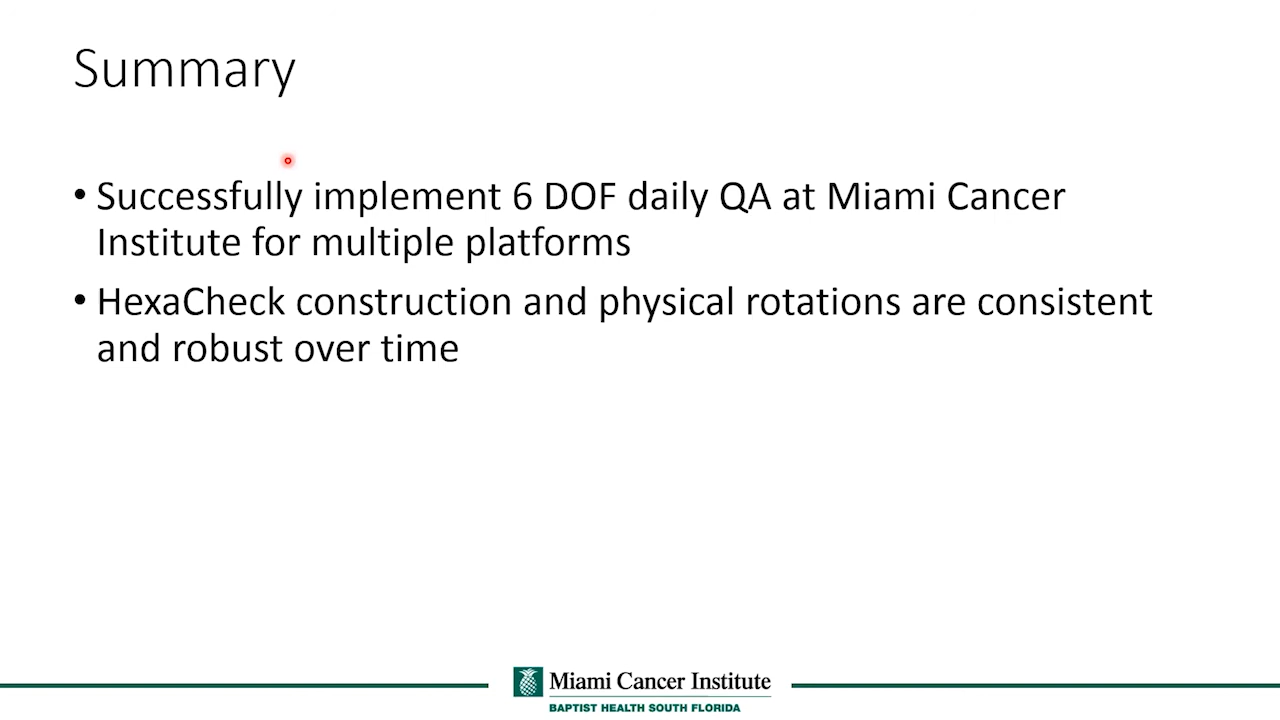 Summary
• Successfully implement 6 DOF daily QA at Miami Cancer
Institute for multiple platforms
• HexaCheck construction and physical rotations are consistent
and robust over time
Miami Cancer Institute
BAPTIST HEALTH SOUTH FLORIDA